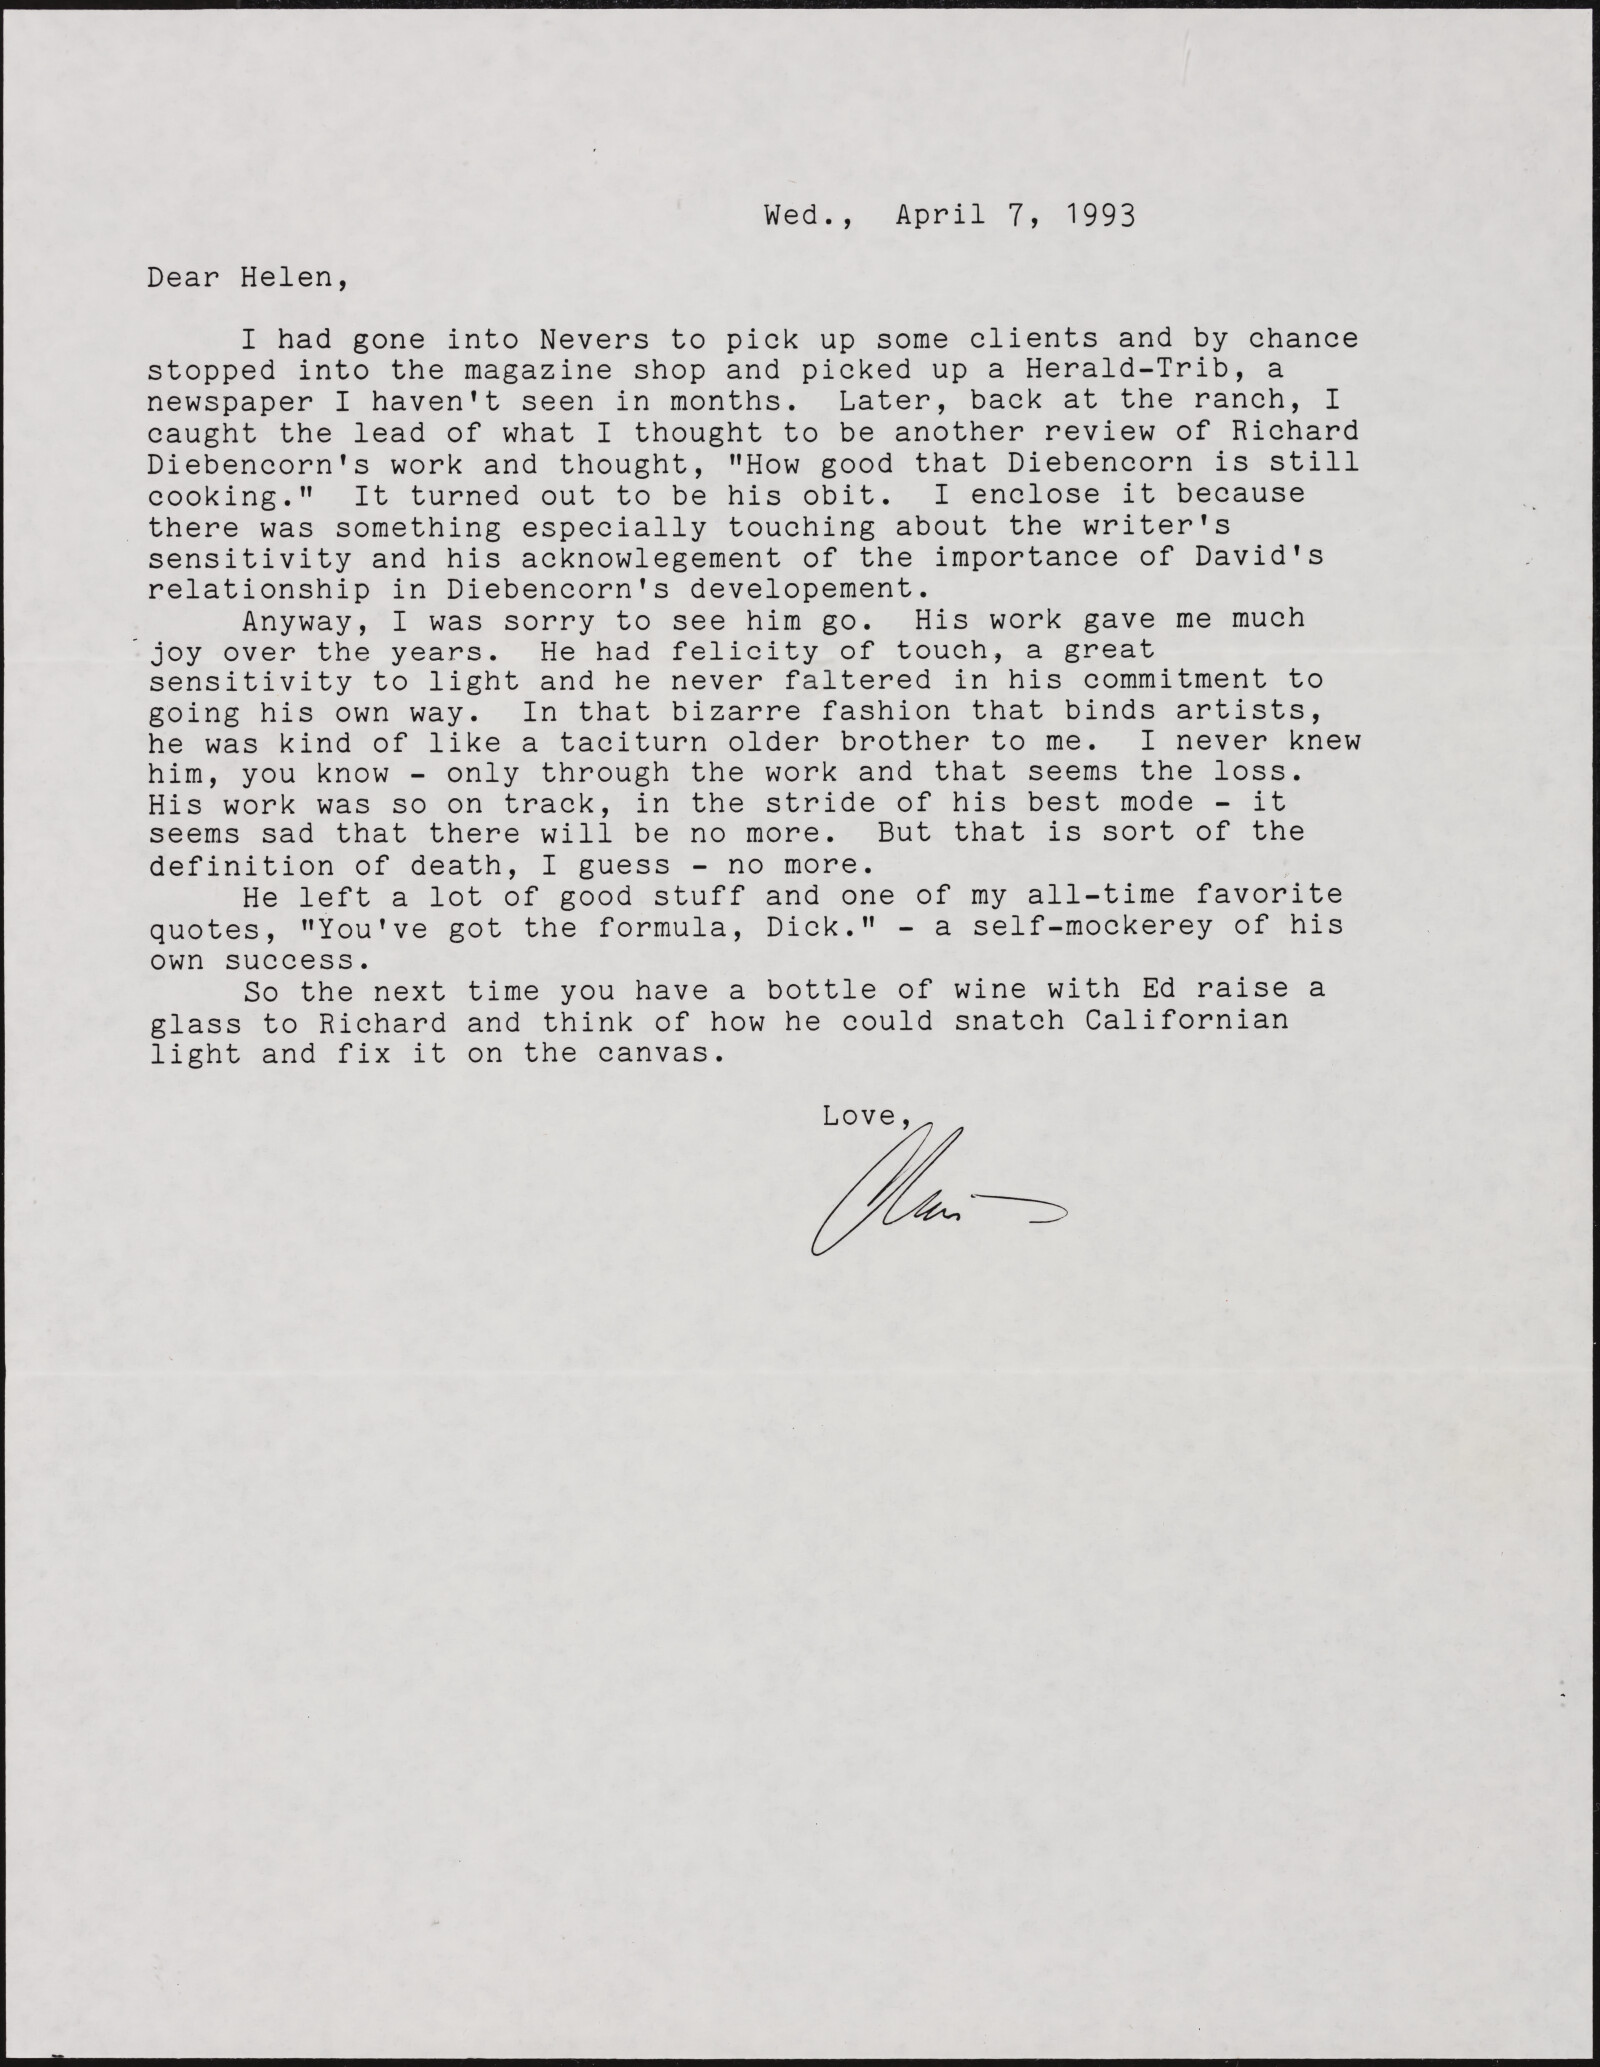 Wed., April 7, 1993
Dear Helen,
I had gone into Nevers to pick up some clients and by chance
stopped into the magazine shop and picked up a Herald-Trib, a
newspaper I haven't seen in months. Later, back at the ranch, I
caught the lead of what I thought to be another review of Richard
Diebencorn's work and thought, "How good that Diebencorn is still
cooking." It turned out to be his obit. I enclose it because
there was something especially touching about the writer's
sensitivity and his acknowlegement of the importance of David's
relationship in Diebencorn's developement.
Anyway, I was sorry to see him go. His work gave me much
joy over the years. He had felicity of touch, a great
sensitivity to light and he never faltered in his commitment to
going his own way. In that bizarre fashion that binds artists,
he was kind of like a taciturn older brother to me. I never knew
him, you know - only through the work and that seems the loss.
His work was so on track, in the stride of his best mode - it
seems sad that there will be no more. But that is sort of the
definition of death, I guess - no more.
He left a lot of good stuff and one of my all-time favorite
quotes, "You've got the formula, Dick." - a self-mockerey of his
own success.
So the next time you have a bottle of wine with Ed raise a
glass to Richard and think of how he could snatch Californian
light and fix it on the canvas.
Love,